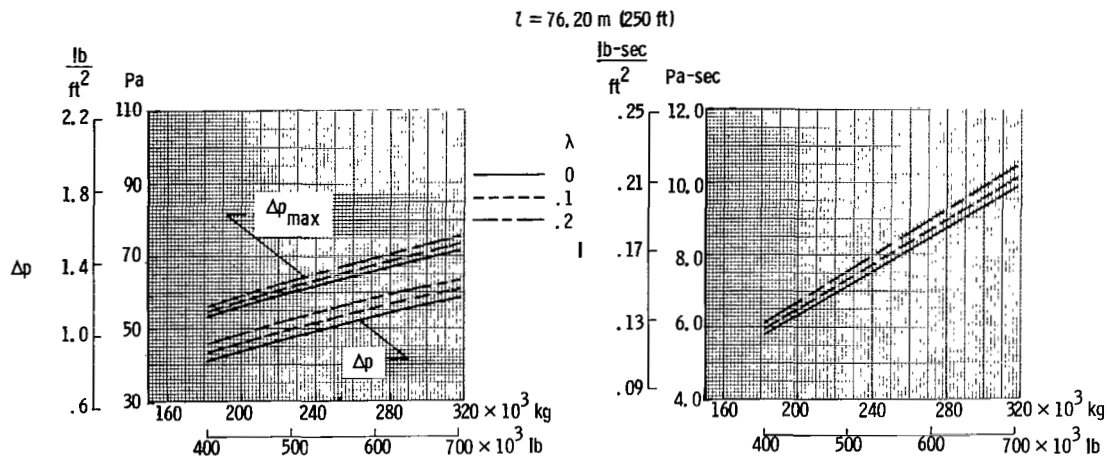 l = 76.20 m (250 ft)
lb
ft²
Pa
2.2
1.8
1.4
1.0
.6
Δp
110
90
70
50
30
Δp max
Δp
160 200 240 280 320 × 10³ kg
400 500 600 700 × 10³ lb
λ
0
.1
.2
lb-sec
ft²
Pa-sec
.25
.21
.17
.13
.09
I
12.0
10.0
8.0
6.0
4.0
160 200 240 280 320 × 10³ kg
400 500 600 700 × 10³ lb